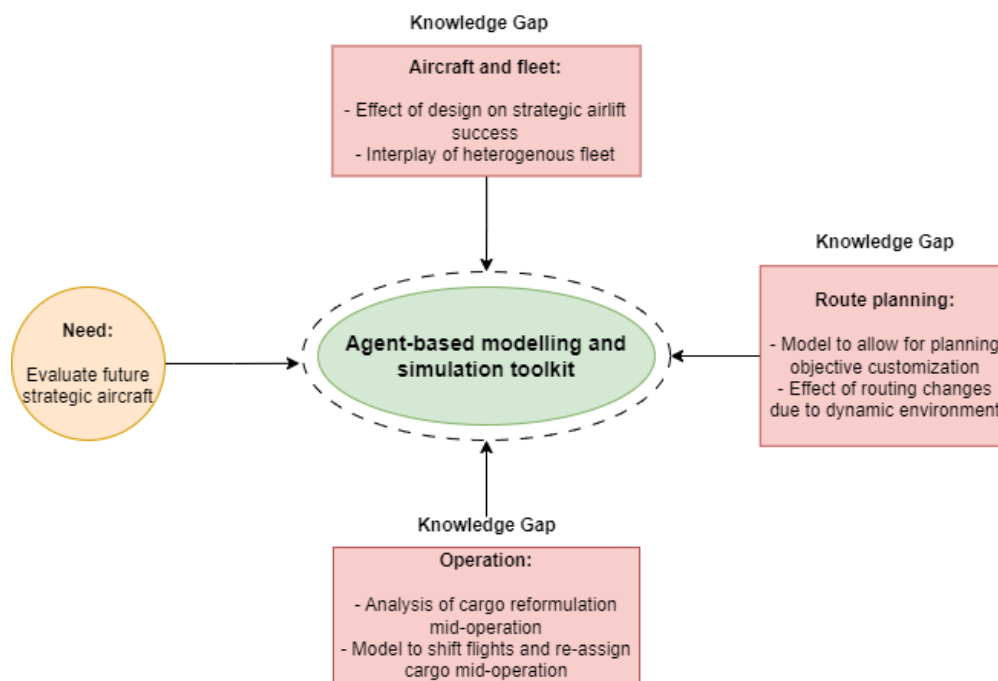 Knowledge Gap
Aircraft and fleet:
- Effect of design on strategic airlift
success
- Interplay of heterogenous fleet
Knowledge Gap
Route planning:
- Model to allow for planning
objective customization
- Effect of routing changes
due to dynamic environment
Need:
Evaluate future
strategic aircraft
Agent-based modelling and
simulation toolkit
Knowledge Gap
Operation:
- Analysis of cargo reformulation
mid-operation
- Model to shift flights and re-assign
cargo mid-operation